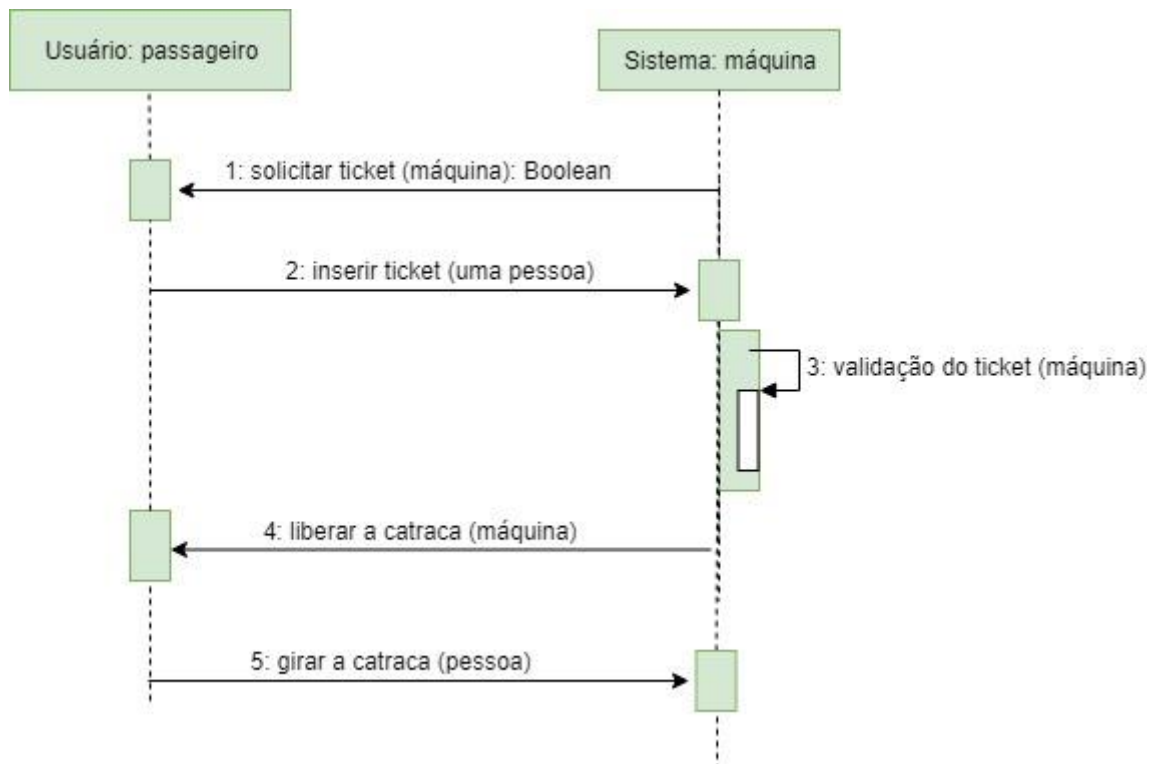 Usuário: passageiro
Sistema: máquina
1: solicitar ticket (máquina): Boolean
2: inserir ticket (uma pessoa)
3: validação do ticket (máquina)
4: liberar a catraca (máquina)
5: girar a catraca (pessoa)